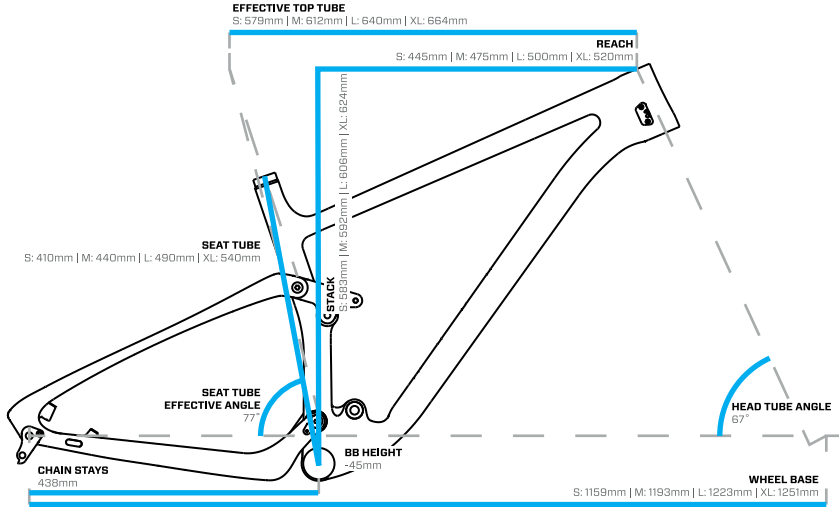 EFFECTIVE TOP TUBE
S: 579mm | M: 612mm | L: 640mm | XL: 664mm
REACH
S: 445mm | M: 475mm | L: 500mm | XL: 520mm
STACK
S: 583mm | M: 592mm | L: 606mm | XL: 624mm
SEAT TUBE
S: 410mm | M: 440mm | L: 490mm | XL: 540mm
SEAT TUBE
EFFECTIVE ANGLE
77°
HEAD TUBE ANGLE
67°
BB HEIGHT
-45mm
CHAIN STAYS
438mm
WHEEL BASE
S: 1159mm | M: 1193mm | L: 1223mm | XL: 1251mm